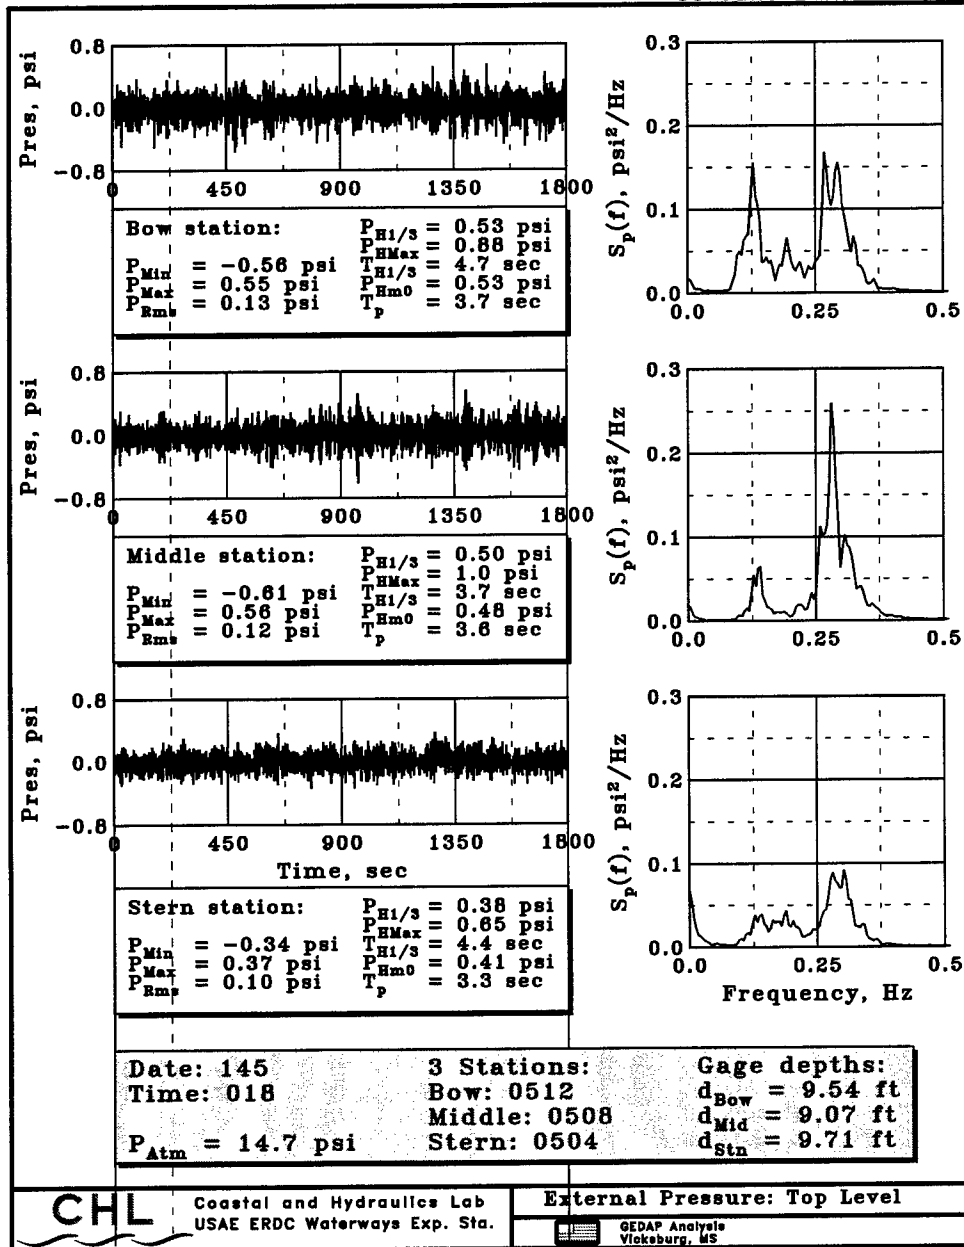 0.8
0.0
-0.8
Pres, psi
0 450 900 1350 1800
0.3
0.2
0.1
0.0
S_p(f), psi²/Hz
0.0 0.25 0.5
Bow station:
P_Min = -0.56 psi
P_Max = 0.55 psi
P_Rms = 0.13 psi
P_H1/3 = 0.53 psi
P_HMax = 0.88 psi
T_H1/3 = 4.7 sec
P_Hm0 = 0.53 psi
T_p = 3.7 sec
0.8
0.0
-0.8
Pres, psi
0 450 900 1350 1800
0.3
0.2
0.1
0.0
S_p(f), psi²/Hz
0.0 0.25 0.5
Middle station:
P_Min = -0.61 psi
P_Max = 0.56 psi
P_Rms = 0.12 psi
P_H1/3 = 0.50 psi
P_HMax = 1.0 psi
T_H1/3 = 3.7 sec
P_Hm0 = 0.48 psi
T_p = 3.6 sec
0.8
0.0
-0.8
Pres, psi
0 450 900 1350 1800
Time, sec
0.3
0.2
0.1
0.0
S_p(f), psi²/Hz
0.0 0.25 0.5
Frequency, Hz
Stern station:
P_Min = -0.34 psi
P_Max = 0.37 psi
P_Rms = 0.10 psi
P_H1/3 = 0.38 psi
P_HMax = 0.65 psi
T_H1/3 = 4.4 sec
P_Hm0 = 0.41 psi
T_p = 3.3 sec
Date: 145
Time: 018
P_Atm = 14.7 psi
3 Stations:
Bow: 0512
Middle: 0508
Stern: 0504
Gage depths:
d_Bow = 9.54 ft
d_Mid = 9.07 ft
d_Stn = 9.71 ft
CHL
Coastal and Hydraulics Lab
USAE ERDC Waterways Exp. Sta.
External Pressure: Top Level
GEDAP Analysis
Vicksburg, MS